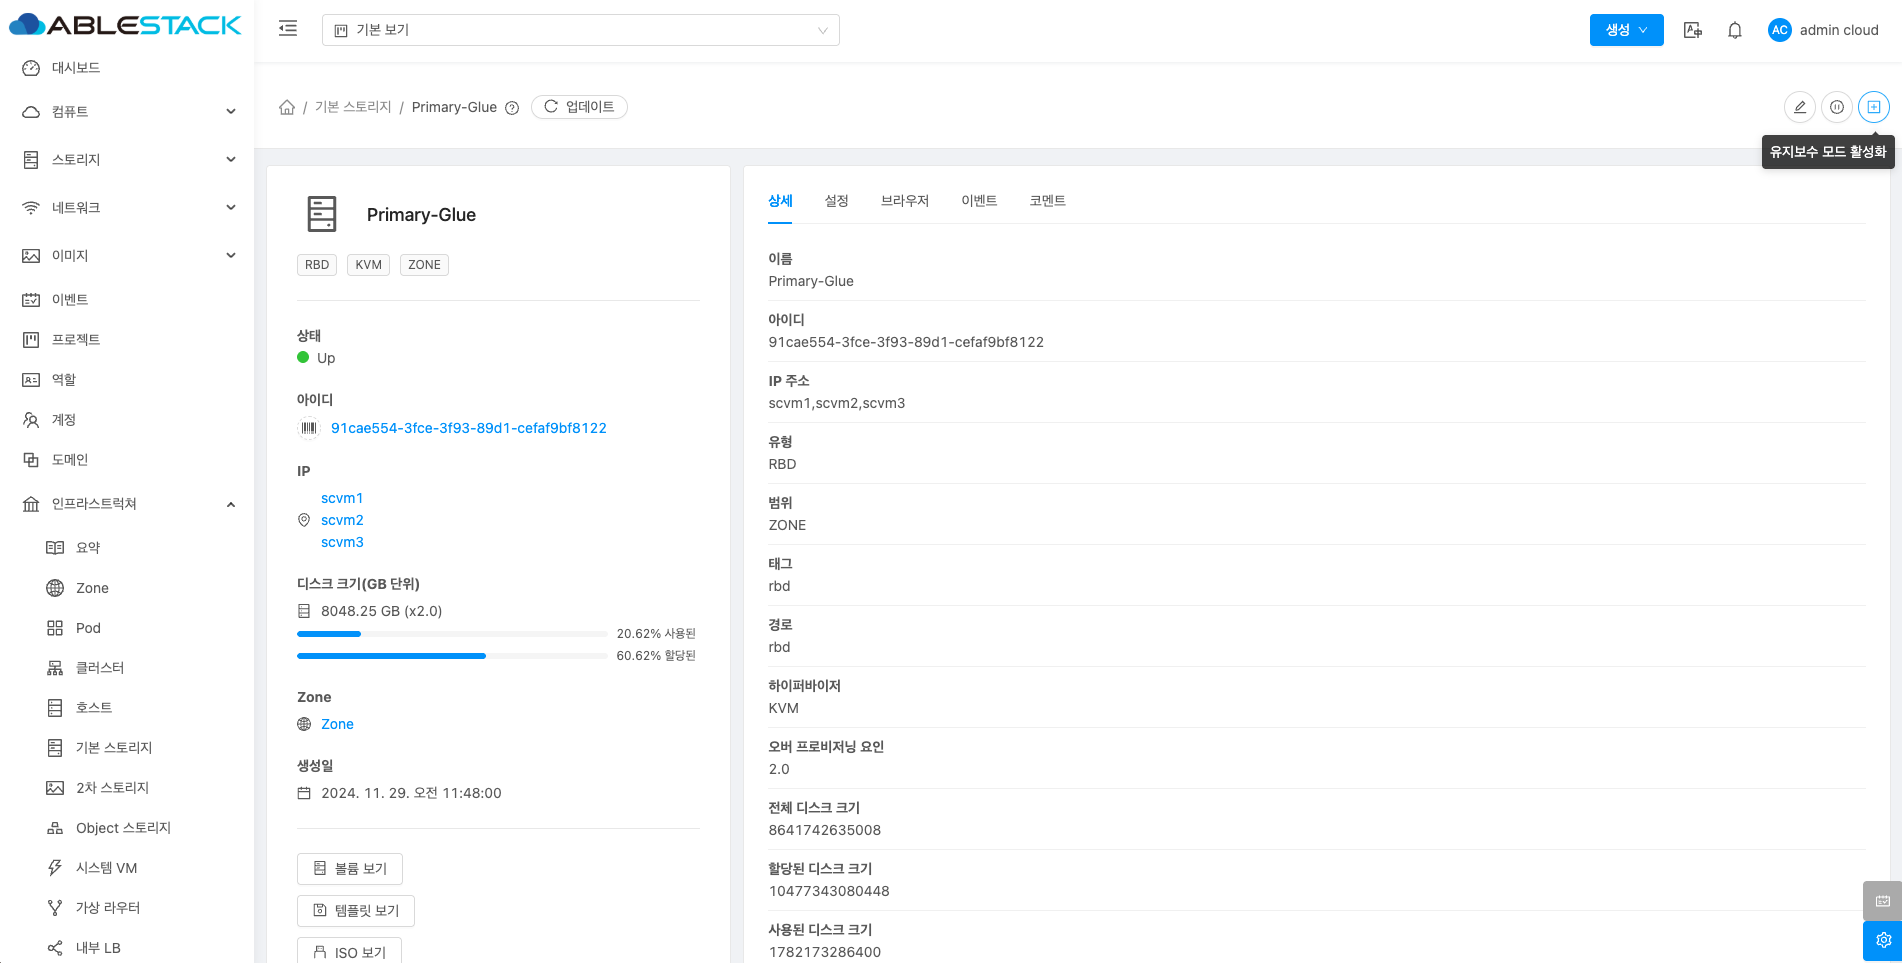 ABLESTACK
기본 보기
생성
AC
admin cloud
대시보드
컴퓨트
스토리지
네트워크
이미지
이벤트
프로젝트
역할
계정
도메인
인프라스트럭쳐
요약
Zone
Pod
클러스터
호스트
기본 스토리지
2차 스토리지
Object 스토리지
시스템 VM
가상 라우터
내부 LB
/ 기본 스토리지 / Primary-Glue
업데이트
유지보수 모드 활성화
Primary-Glue
RBD
KVM
ZONE
상태
Up
아이디
91cae554-3fce-3f93-89d1-cefaf9bf8122
IP
scvm1
scvm2
scvm3
디스크 크기(GB 단위)
8048.25 GB (x2.0)
20.62% 사용된
60.62% 할당된
Zone
Zone
생성일
2024. 11. 29. 오전 11:48:00
볼륨 보기
템플릿 보기
ISO 보기
상세
설정
브라우저
이벤트
코멘트
이름
Primary-Glue
아이디
91cae554-3fce-3f93-89d1-cefaf9bf8122
IP 주소
scvm1,scvm2,scvm3
유형
RBD
범위
ZONE
태그
rbd
경로
rbd
하이퍼바이저
KVM
오버 프로비저닝 요인
2.0
전체 디스크 크기
8641742635008
할당된 디스크 크기
10477343080448
사용된 디스크 크기
1782173286400